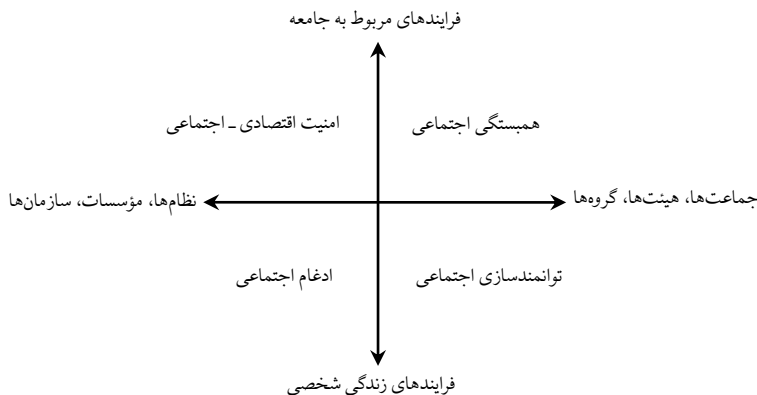 فرایندهای مربوط به جامعه
همبستگی اجتماعی
امنیت اقتصادی ـ اجتماعی
جماعت‌ها، هیئت‌ها، گروه‌ها
نظام‌ها، مؤسسات، سازمان‌ها
توانمندسازی اجتماعی
ادغام اجتماعی
فرایندهای زندگی شخصی